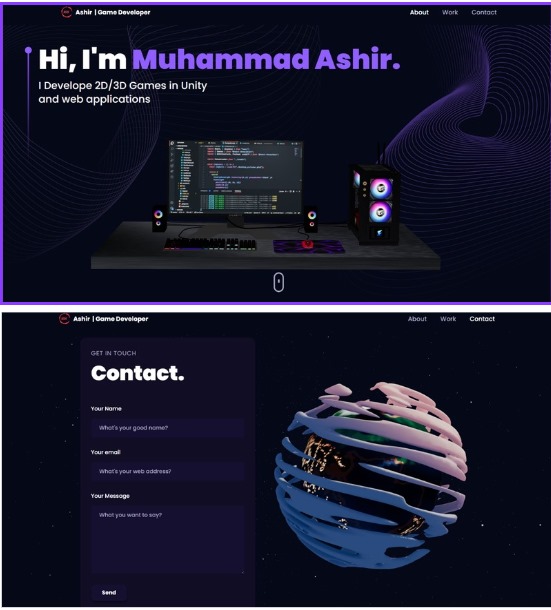 Ashir | Game Developer
About Work Contact
Hi, I'm Muhammad Ashir.
I Develope 2D/3D Games in Unity
and web applications
Ashir | Game Developer
About Work Contact
GET IN TOUCH
Contact.
Your Name
What's your good name?
Your email
What's your web address?
Your Message
What you want to say?
Send